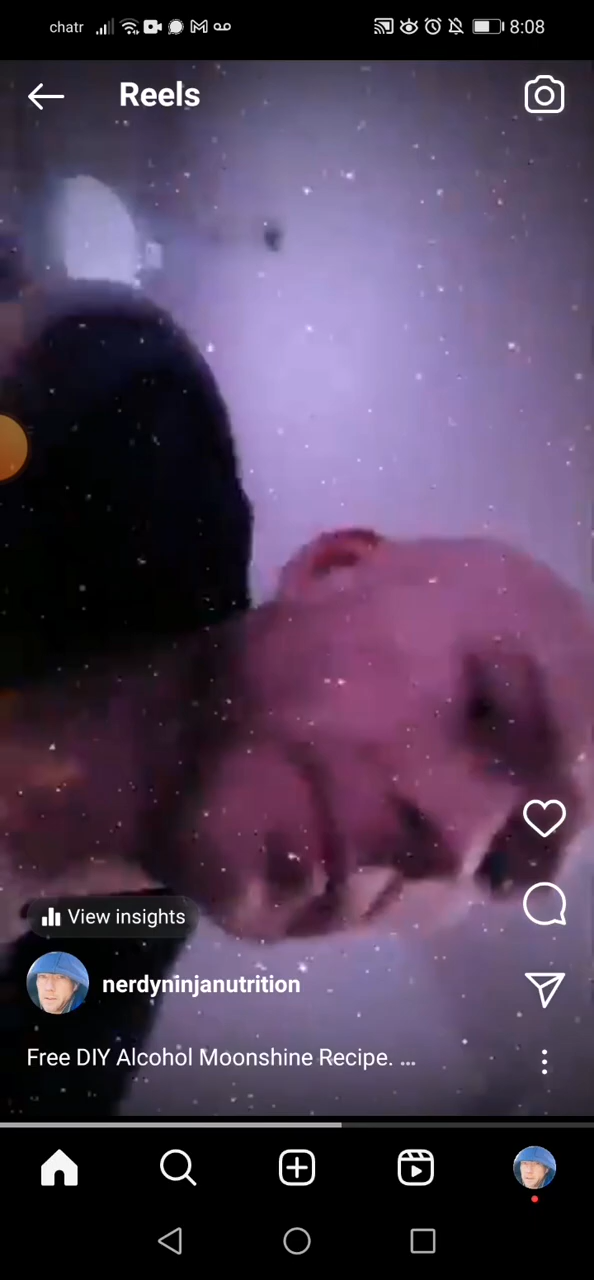 chatr 8:08
Reels
View insights
nerdyninjanutrition
Free DIY Alcohol Moonshine Recipe. ...